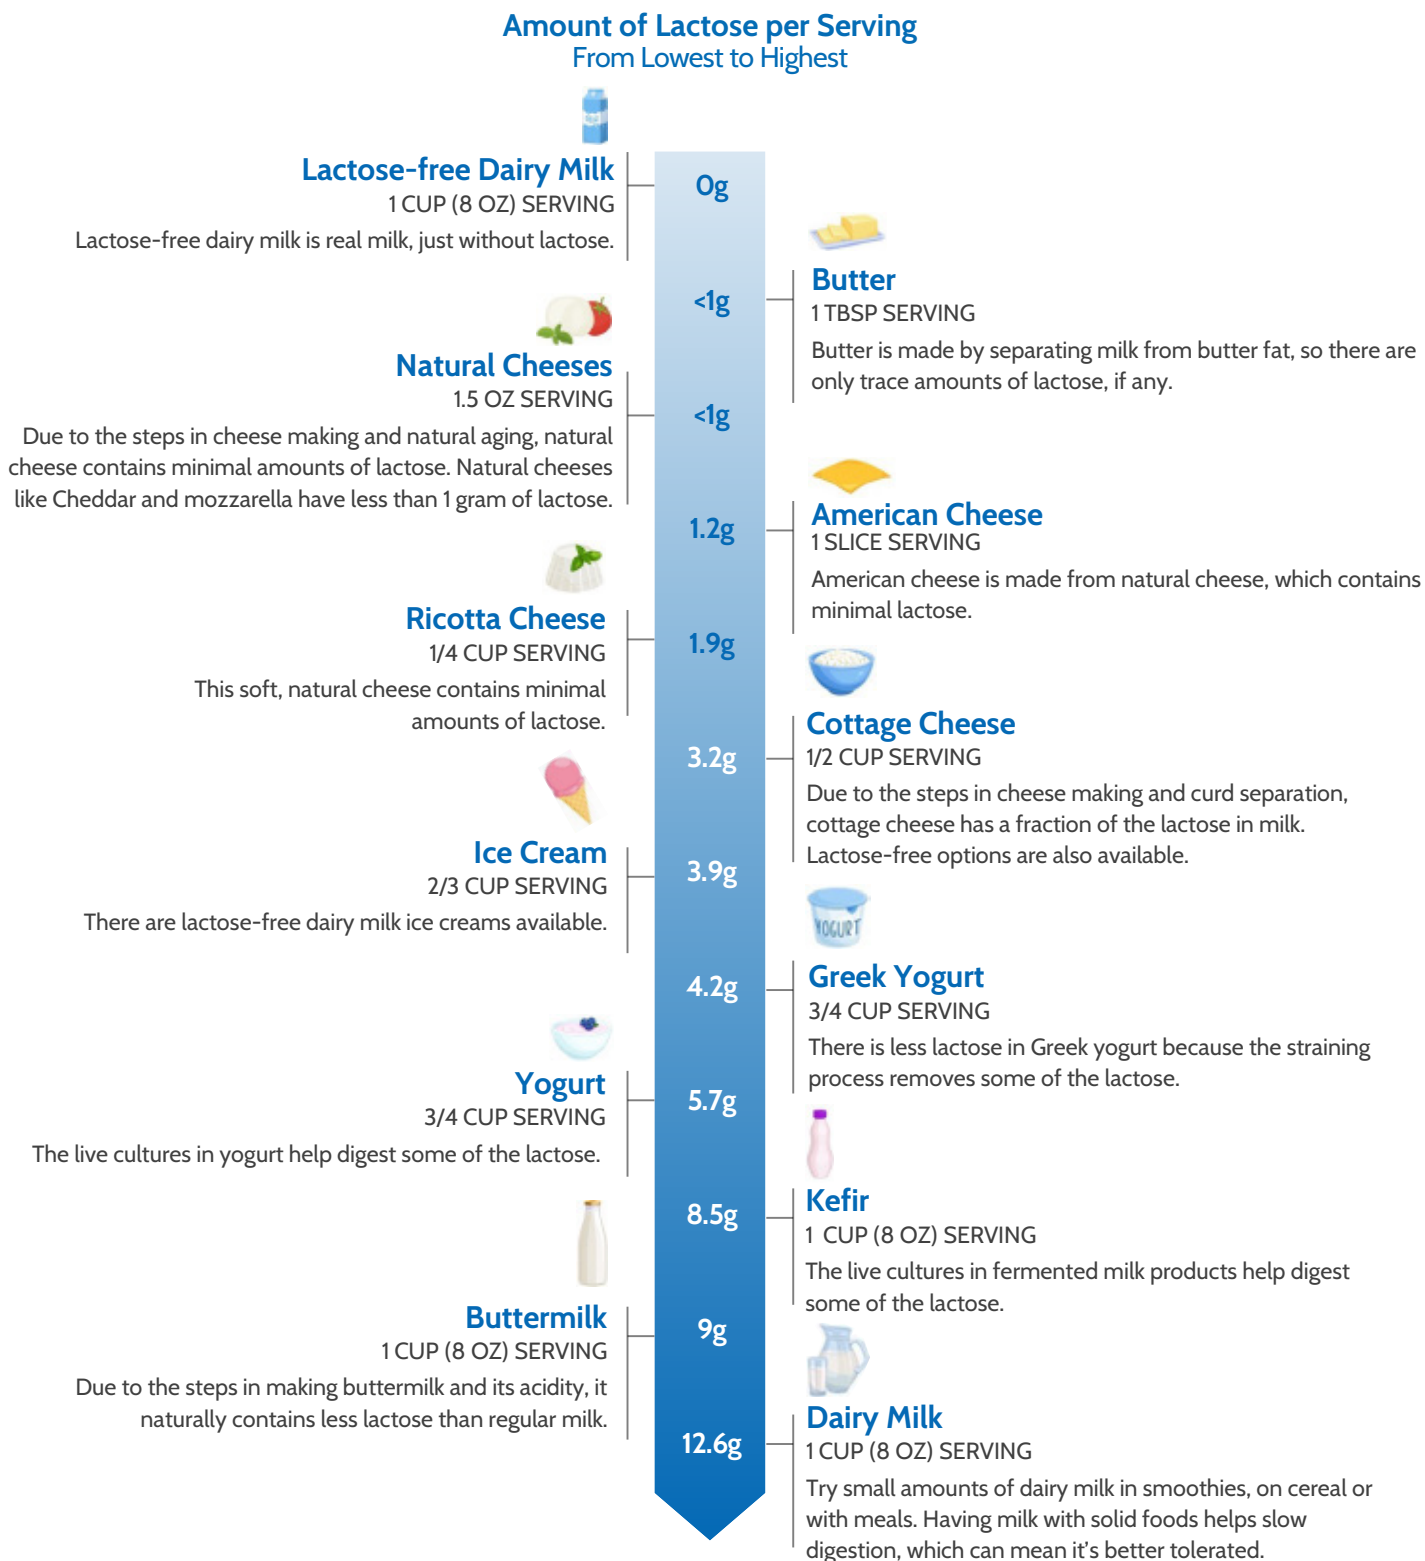 Amount of Lactose per Serving
From Lowest to Highest
Lactose-free Dairy Milk
1 CUP (8 OZ) SERVING
Lactose-free dairy milk is real milk, just without lactose.
0g
Butter
1 TBSP SERVING
Butter is made by separating milk from butter fat, so there are
only trace amounts of lactose, if any.
<1g
Natural Cheeses
1.5 OZ SERVING
Due to the steps in cheese making and natural aging, natural
cheese contains minimal amounts of lactose. Natural cheeses
like Cheddar and mozzarella have less than 1 gram of lactose.
<1g
American Cheese
1 SLICE SERVING
American cheese is made from natural cheese, which contains
minimal lactose.
1.2g
Ricotta Cheese
1/4 CUP SERVING
This soft, natural cheese contains minimal
amounts of lactose.
1.9g
Cottage Cheese
1/2 CUP SERVING
Due to the steps in cheese making and curd separation,
cottage cheese has a fraction of the lactose in milk.
Lactose-free options are also available.
3.2g
Ice Cream
2/3 CUP SERVING
There are lactose-free dairy milk ice creams available.
3.9g
YOGURT
Greek Yogurt
3/4 CUP SERVING
There is less lactose in Greek yogurt because the straining
process removes some of the lactose.
4.2g
Yogurt
3/4 CUP SERVING
The live cultures in yogurt help digest some of the lactose.
5.7g
Kefir
1 CUP (8 OZ) SERVING
The live cultures in fermented milk products help digest
some of the lactose.
8.5g
Buttermilk
1 CUP (8 OZ) SERVING
Due to the steps in making buttermilk and its acidity, it
naturally contains less lactose than regular milk.
9g
Dairy Milk
1 CUP (8 OZ) SERVING
Try small amounts of dairy milk in smoothies, on cereal or
with meals. Having milk with solid foods helps slow
digestion, which can mean it's better tolerated.
12.6g